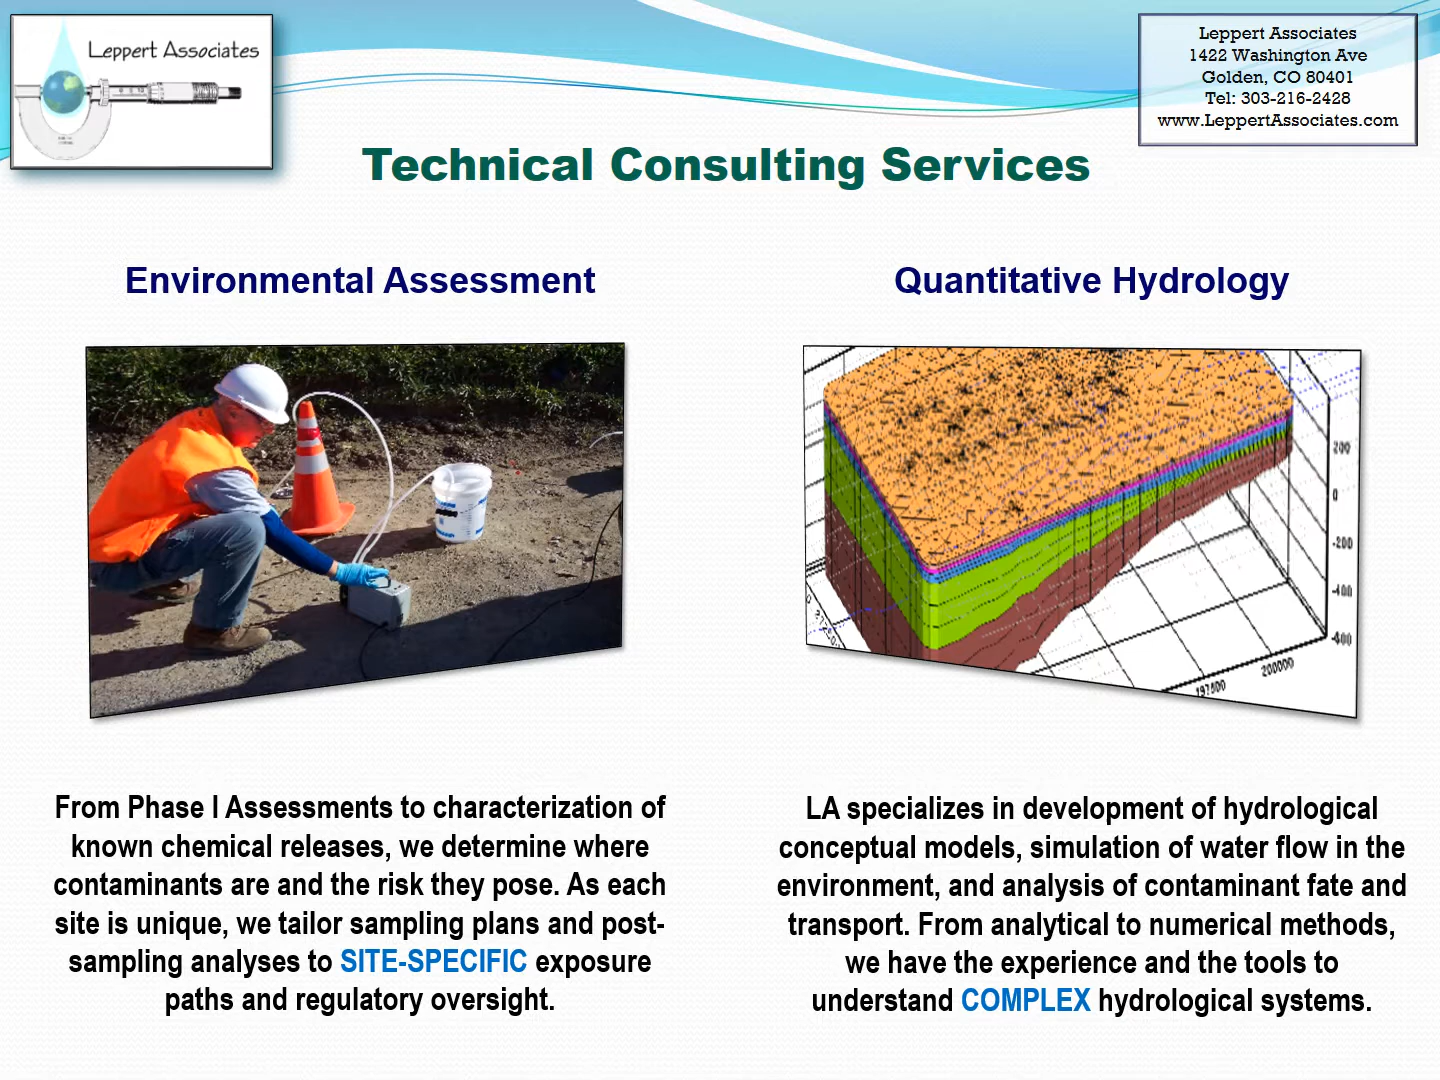 Leppert Associates
Leppert Associates
1422 Washington Ave
Golden, CO 80401
Tel: 303-216-2428
www.LeppertAssociates.com
Technical Consulting Services
Environmental Assessment
Quantitative Hydrology
200
0
-200
-400
-600
200000
From Phase I Assessments to characterization of
known chemical releases, we determine where
contaminants are and the risk they pose. As each
site is unique, we tailor sampling plans and post-
sampling analyses to SITE-SPECIFIC exposure
paths and regulatory oversight.
LA specializes in development of hydrological
conceptual models, simulation of water flow in the
environment, and analysis of contaminant fate and
transport. From analytical to numerical methods,
we have the experience and the tools to
understand COMPLEX hydrological systems.